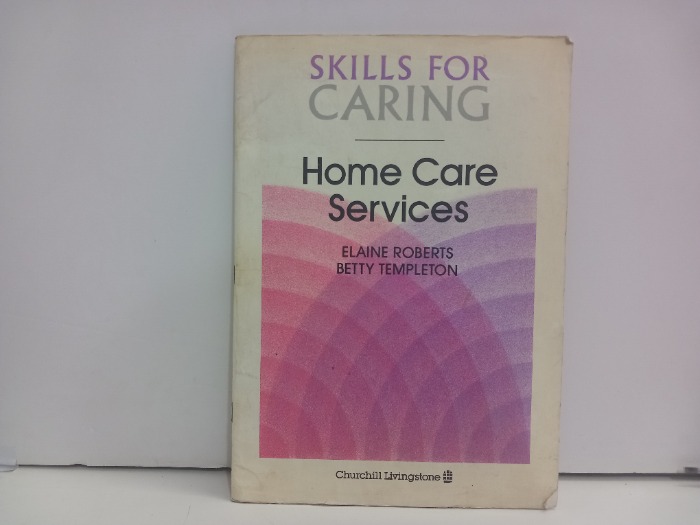 SKILLS FOR
CARING
Home Care
Services
ELAINE ROBERTS
BETTY TEMPLETON
Churchill Livingstone